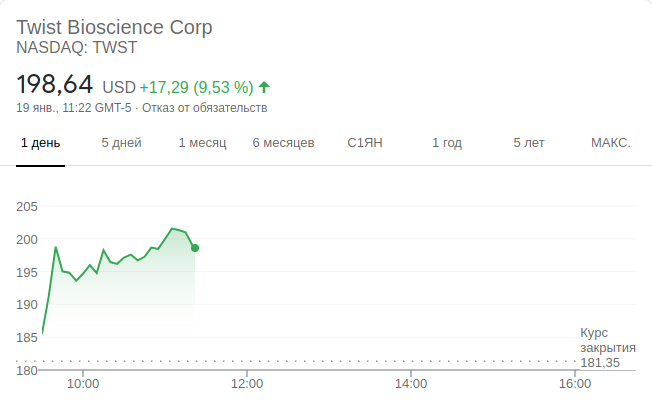 Twist Bioscience Corp
NASDAQ: TWST
198,64 USD +17,29 (9,53 %)
19 янв., 11:22 GMT-5 · Отказ от обязательств
1 день 5 дней 1 месяц 6 месяцев С1ЯН 1 год 5 лет МАКС.
205
200
195
190
185
180
Курс
закрытия
181,35
10:00 12:00 14:00 16:00